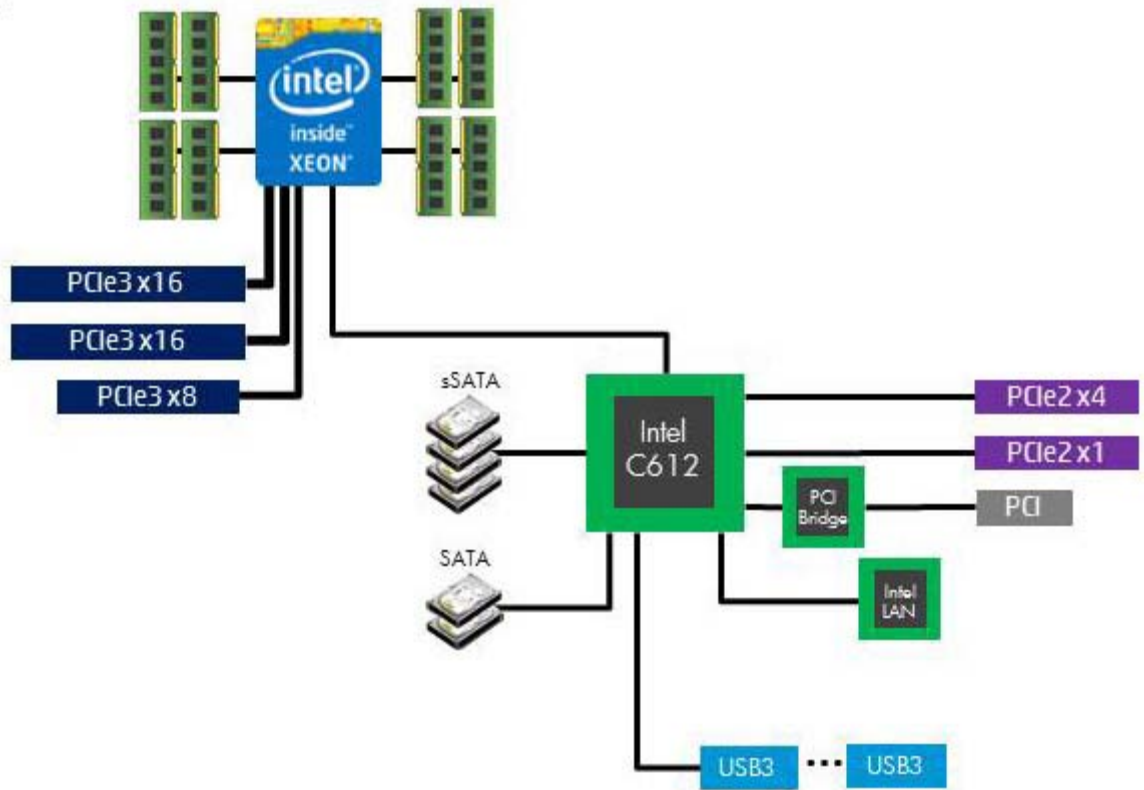 intel
inside™
XEON®
PCIe3 x16
PCIe3 x16
PCIe3 x8
sSATA
SATA
Intel
C612
PCIe2 x4
PCIe2 x1
PCI
Bridge
PCI
Intel
LAN
USB3 ••• USB3